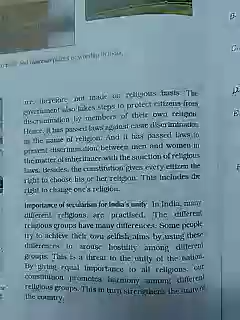 worship in India.
are, therefore, not made on religious basis. The
government also takes steps to protect citizens from
discrimination by members of their own religion.
Hence, it has passed laws against caste discrimination
in the name of religion. And it has passed laws to
prevent discrimination between men and women in
the matter of inheritance with the sanction of religious
laws. Besides, the constitution gives every citizen the
right to choose his or her religion. This includes the
right to change one's religion.
Importance of secularism for India's unity In India, many
different religions are practised. The different
religious groups have many differences. Some people
try to achieve their own selfish aims by using these
differences to arouse hostility among different
groups. This is a threat to the unity of the nation.
By giving equal importance to all religions, our
constitution promotes harmony among different
religious groups. This in turn strengthens the unity of
the country.